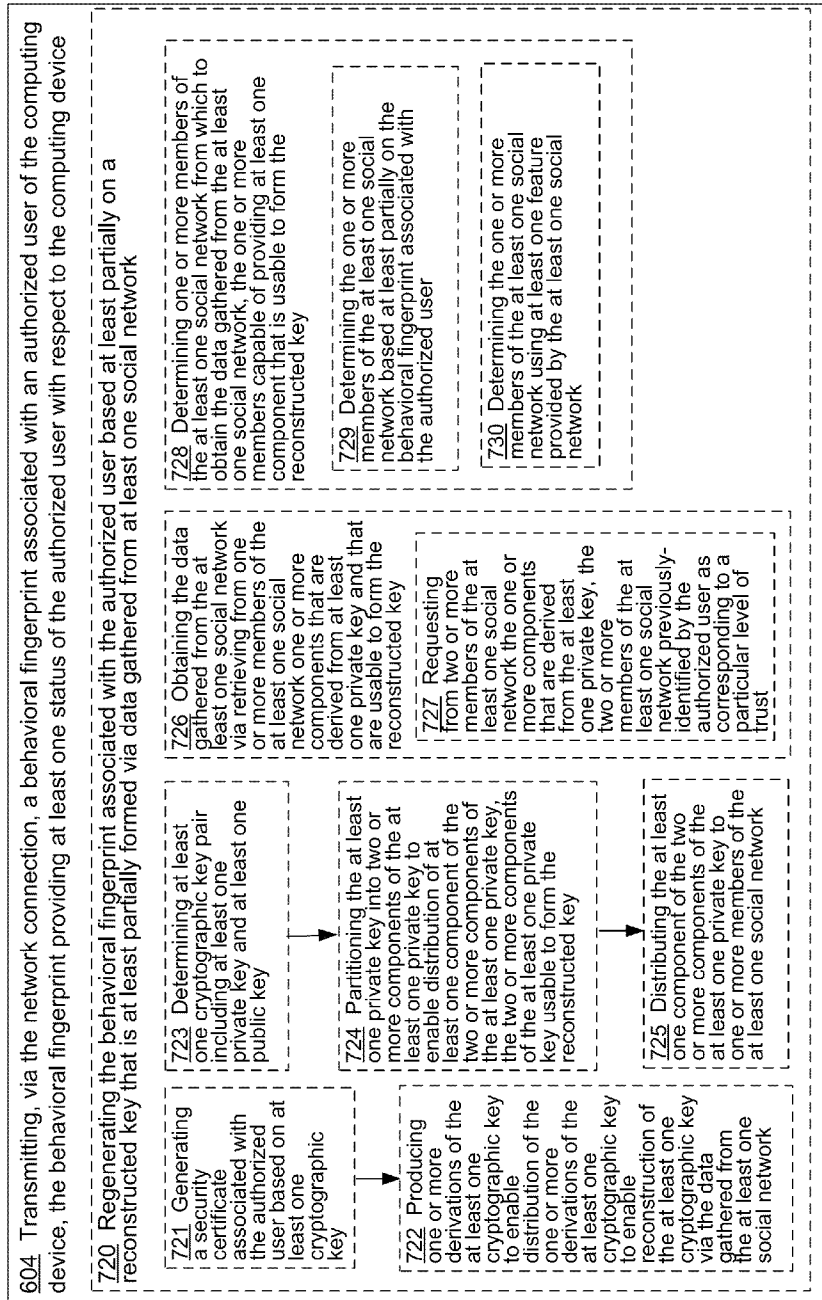 604 Transmitting, via the network connection, a behavioral fingerprint associated with an authorized user of the computing
device, the behavioral fingerprint providing at least one status of the authorized user with respect to the computing device
720 Regenerating the behavioral fingerprint associated with the authorized user based at least partially on a
reconstructed key that is at least partially formed via data gathered from at least one social network
721 Generating
a security
certificate
associated with
the authorized
user based on at
least one
cryptographic
key
722 Producing
one or more
derivations of the
at least one
cryptographic key
to enable
distribution of the
one or more
derivations of the
at least one
cryptographic key
to enable
reconstruction of
the at least one
cryptographic key
via the data
gathered from
the at least one
social network
723 Determining at least
one cryptographic key pair
including at least one
private key and at least one
public key
724 Partitioning the at least
one private key into two or
more components of the at
least one private key to
enable distribution of at
least one component of the
two or more components of
the at least one private key,
the two or more components
of the at least one private
key usable to form the
reconstructed key
725 Distributing the at least
one component of the two
or more components of the
at least one private key to
one or more members of the
at least one social network
726 Obtaining the data
gathered from the at
least one social network
via retrieving from one
or more members of the
at least one social
network one or more
components that are
derived from at least
one private key and that
are usable to form the
reconstructed key
727 Requesting
from two or more
members of the at
least one social
network the one or
more components
that are derived
from the at least
one private key, the
two or more
members of the at
least one social
network previously-
identified by the
authorized user as
corresponding to a
particular level of
trust
728 Determining one or more members of
the at least one social network from which to
obtain the data gathered from the at least
one social network, the one or more
members capable of providing at least one
component that is usable to form the
reconstructed key
729 Determining the one or more
members of the at least one social
network based at least partially on the
behavioral fingerprint associated with
the authorized user
730 Determining the one or more
members of the at least one social
network using at least one feature
provided by the at least one social
network